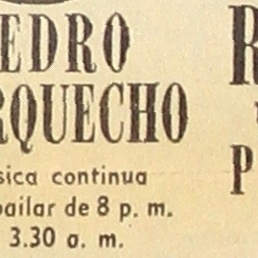 EDRO
RQUECHO
sica continua
bailar de 8 p. m.
3.30 a. m.
R
P